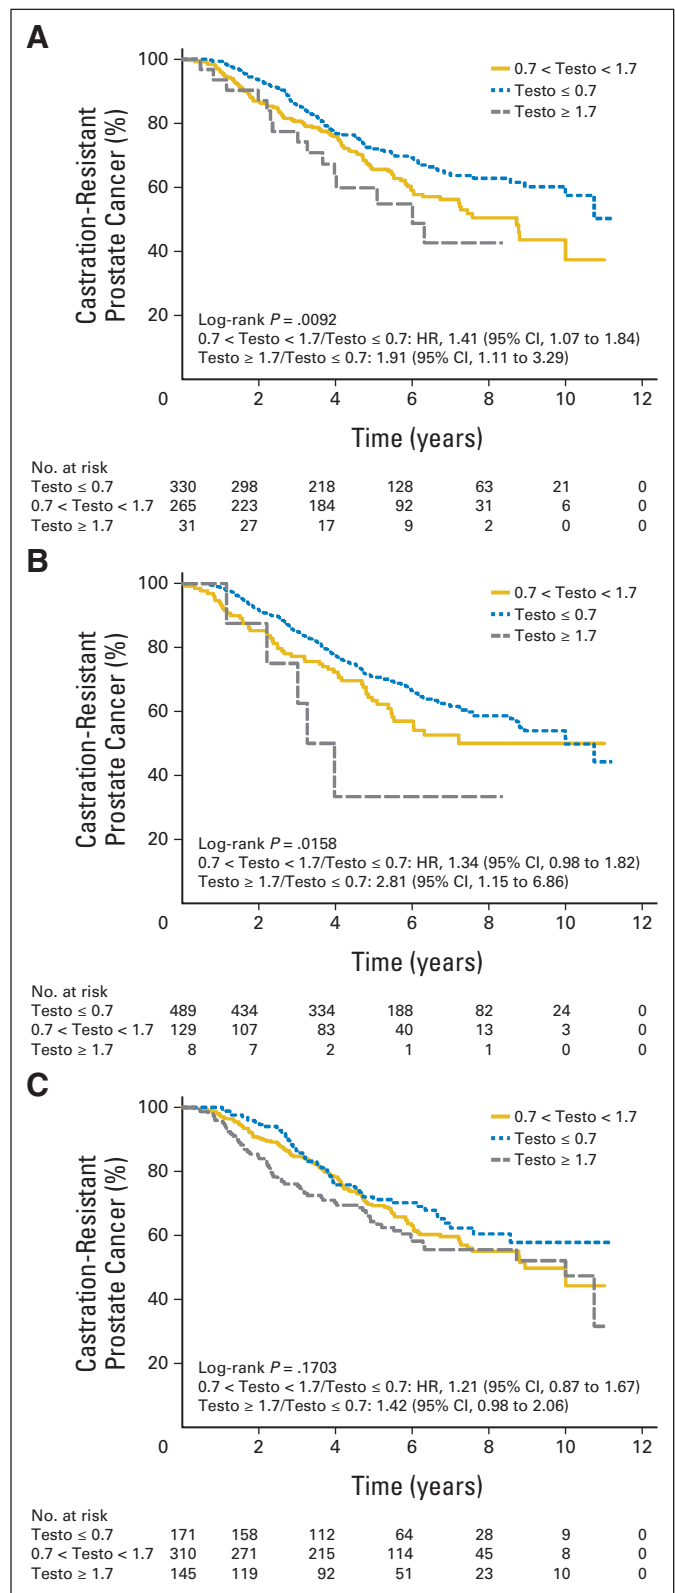 A
100
80
60
40
20
Castration-Resistant
Prostate Cancer (%)
0.7 < Testo < 1.7
Testo ≤ 0.7
Testo ≥ 1.7
Log-rank P = .0092
0.7 < Testo < 1.7/Testo ≤ 0.7: HR, 1.41 (95% CI, 1.07 to 1.84)
Testo ≥ 1.7/Testo ≤ 0.7: 1.91 (95% CI, 1.11 to 3.29)
0 2 4 6 8 10 12
Time (years)
No. at risk
Testo ≤ 0.7 330 298 218 128 63 21 0
0.7 < Testo < 1.7 265 223 184 92 31 6 0
Testo ≥ 1.7 31 27 17 9 2 0 0
B
100
80
60
40
20
Castration-Resistant
Prostate Cancer (%)
0.7 < Testo < 1.7
Testo ≤ 0.7
Testo ≥ 1.7
Log-rank P = .0158
0.7 < Testo < 1.7/Testo ≤ 0.7: HR, 1.34 (95% CI, 0.98 to 1.82)
Testo ≥ 1.7/Testo ≤ 0.7: 2.81 (95% CI, 1.15 to 6.86)
0 2 4 6 8 10 12
Time (years)
No. at risk
Testo ≤ 0.7 489 434 334 188 82 24 0
0.7 < Testo < 1.7 129 107 83 40 13 3 0
Testo ≥ 1.7 8 7 2 1 1 0 0
C
100
80
60
40
20
Castration-Resistant
Prostate Cancer (%)
0.7 < Testo < 1.7
Testo ≤ 0.7
Testo ≥ 1.7
Log-rank P = .1703
0.7 < Testo < 1.7/Testo ≤ 0.7: HR, 1.21 (95% CI, 0.87 to 1.67)
Testo ≥ 1.7/Testo ≤ 0.7: 1.42 (95% CI, 0.98 to 2.06)
0 2 4 6 8 10 12
Time (years)
No. at risk
Testo ≤ 0.7 171 158 112 64 28 9 0
0.7 < Testo < 1.7 310 271 215 114 45 8 0
Testo ≥ 1.7 145 119 92 51 23 10 0